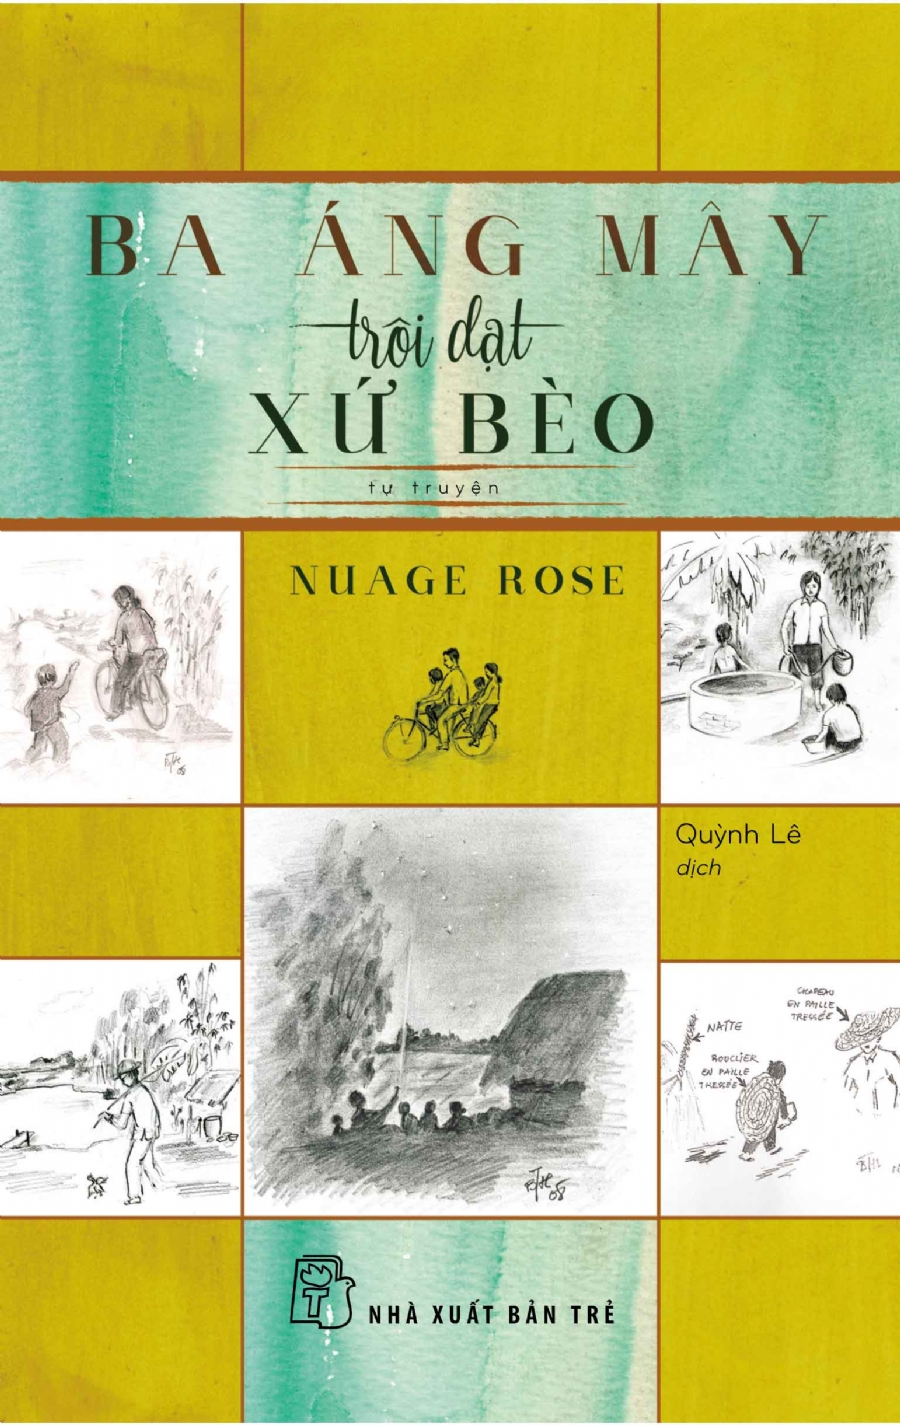 BA ÁNG MÂY
trôi dạt
XỨ BÈO
tự truyện
NUAGE ROSE
Quỳnh Lê
dịch
CHAPEAU
EN PAILLE
TRESSÉE
NATTE
BOUCLIER
EN PAILLE
TRESSÉE
T
NHÀ XUẤT BẢN TRẺ